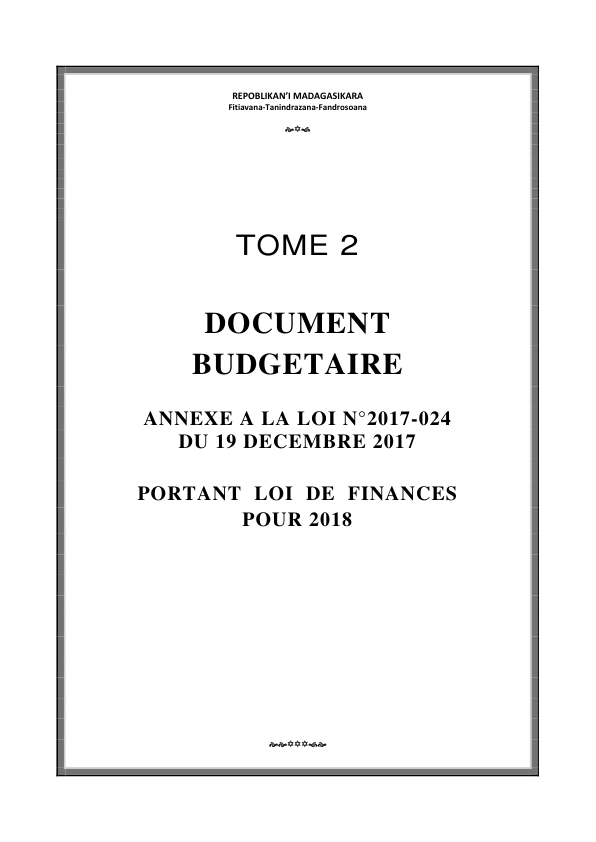 REPOBLIKAN'I MADAGASIKARA
Fitiavana-Tanindrazana-Fandrosoana
TOME 2
DOCUMENT
BUDGETAIRE
ANNEXE A LA LOI N°2017-024
DU 19 DECEMBRE 2017
PORTANT LOI DE FINANCES
POUR 2018